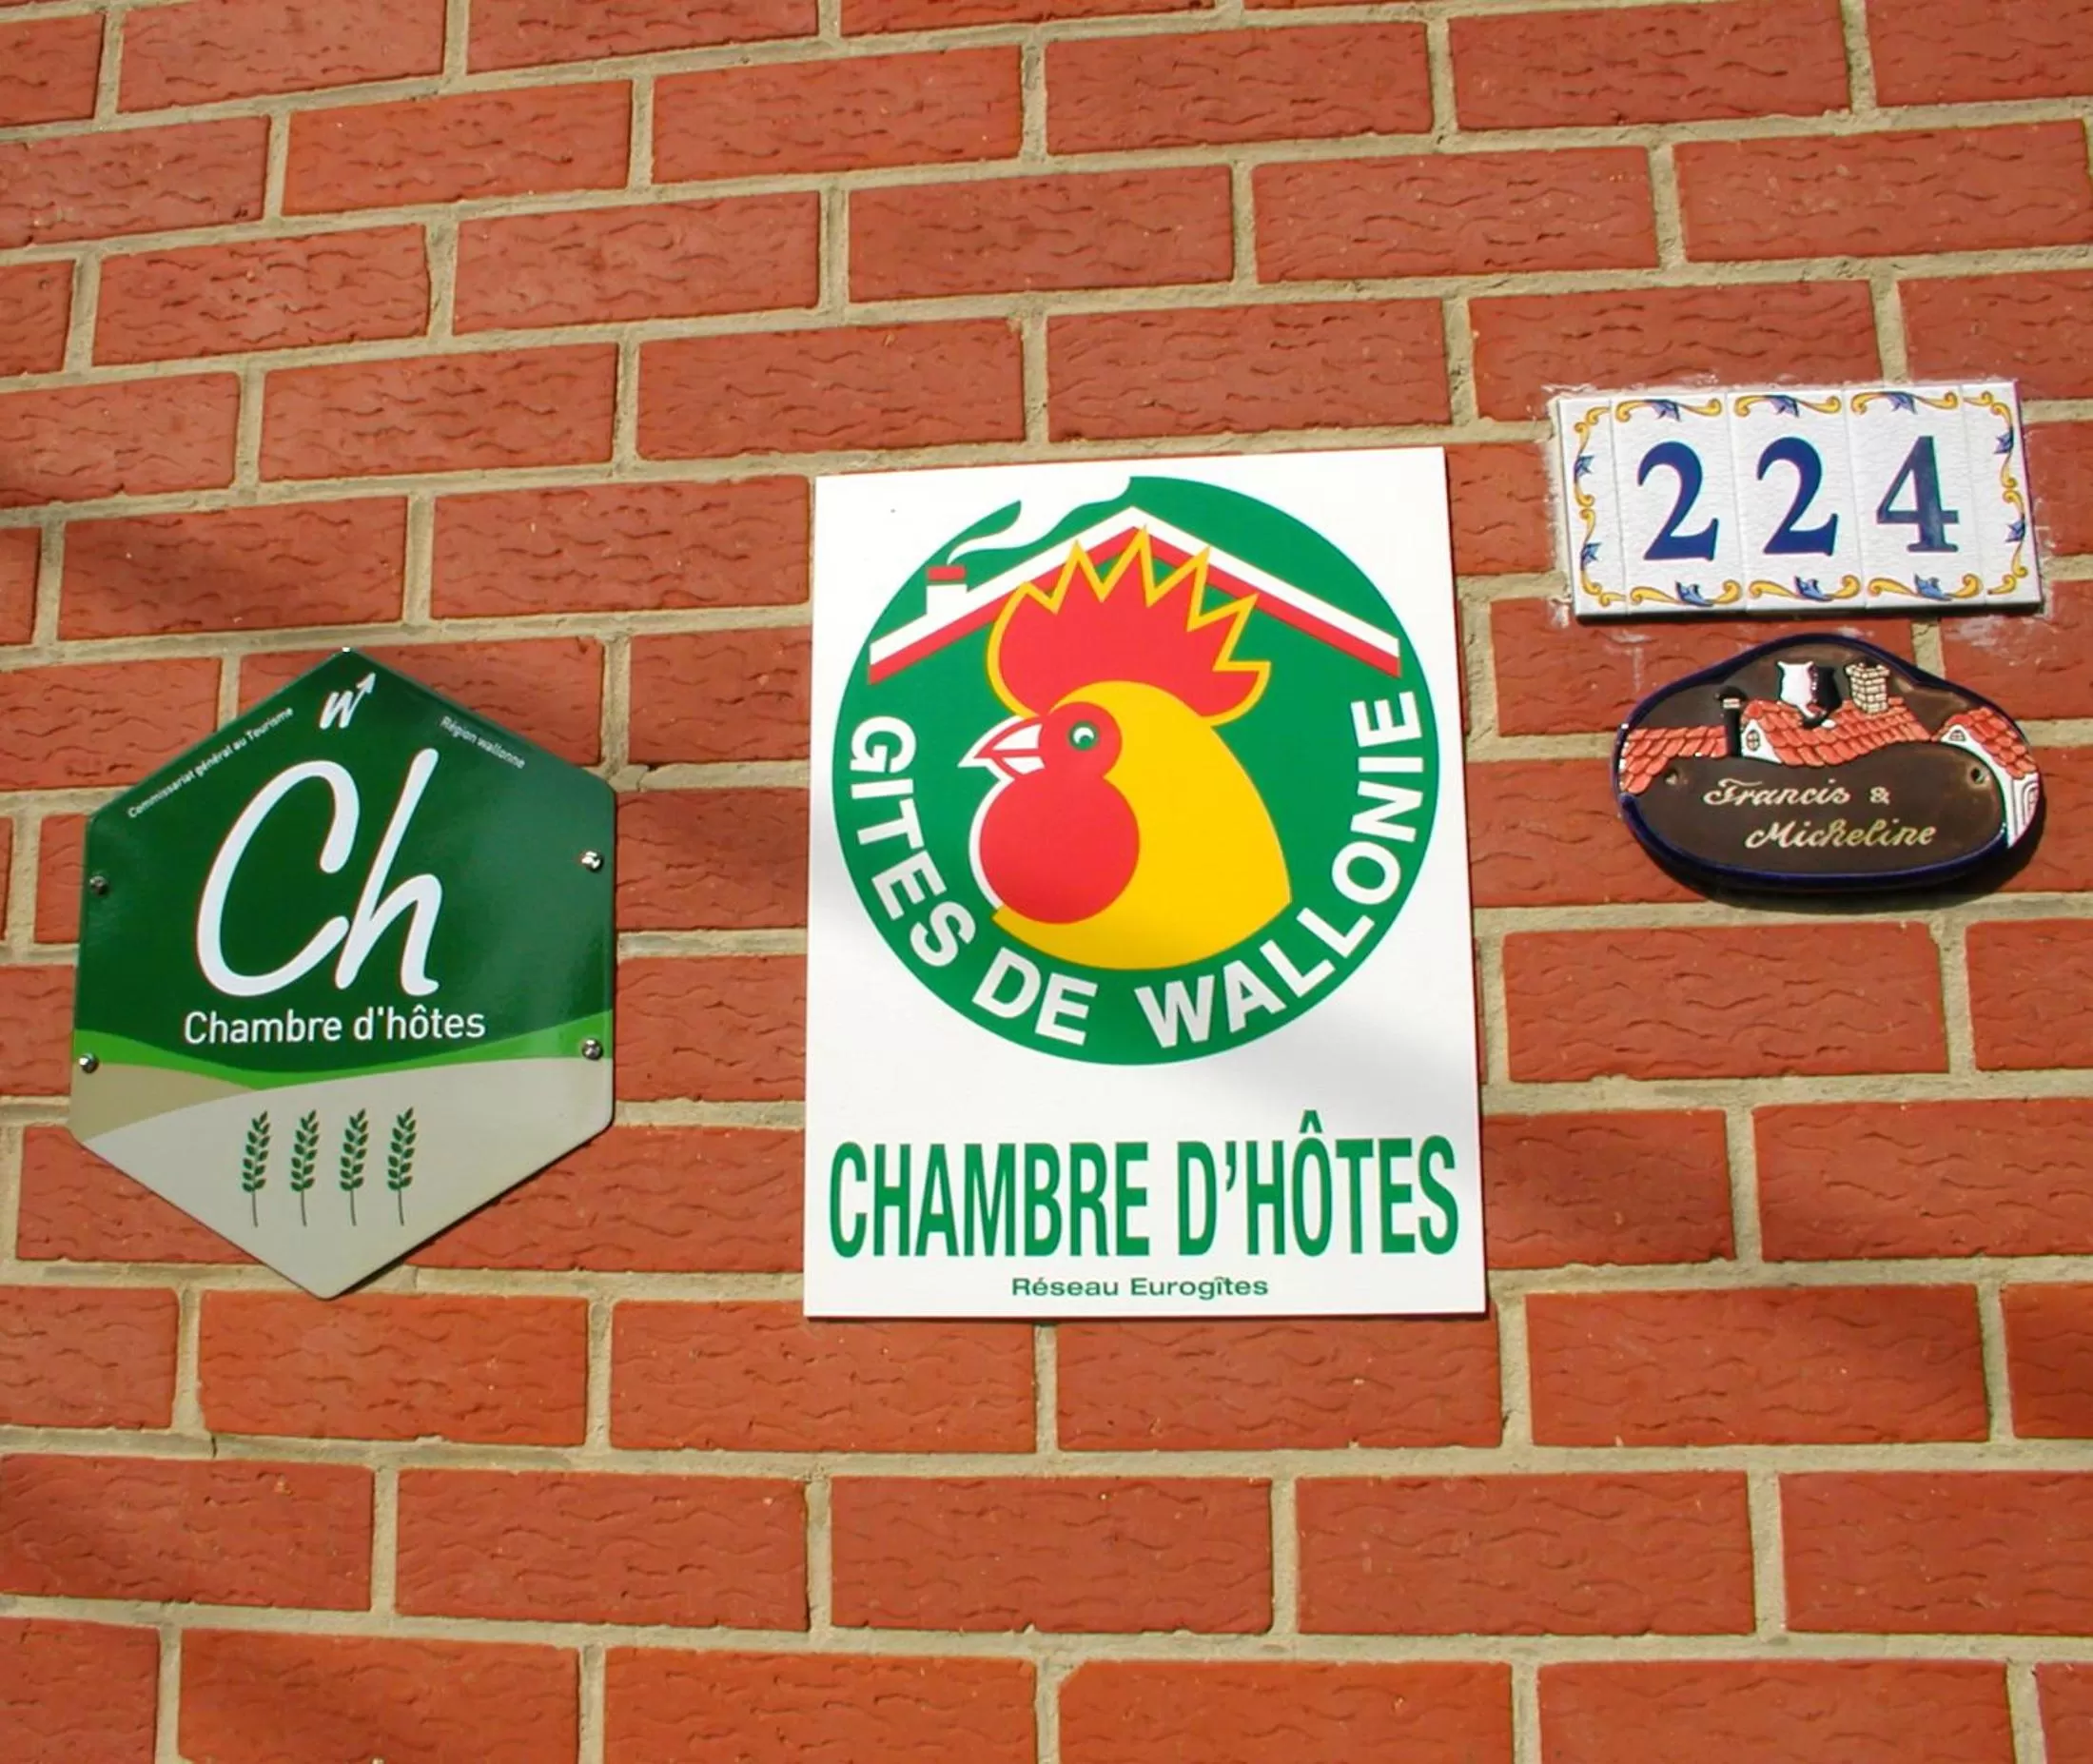 W
Commissariat général au Tourisme
Région wallonne
Ch
Chambre d'hôtes
GITES DE WALLONIE
CHAMBRE D'HÔTES
Réseau Eurogîtes
224
Francis &
Micheline